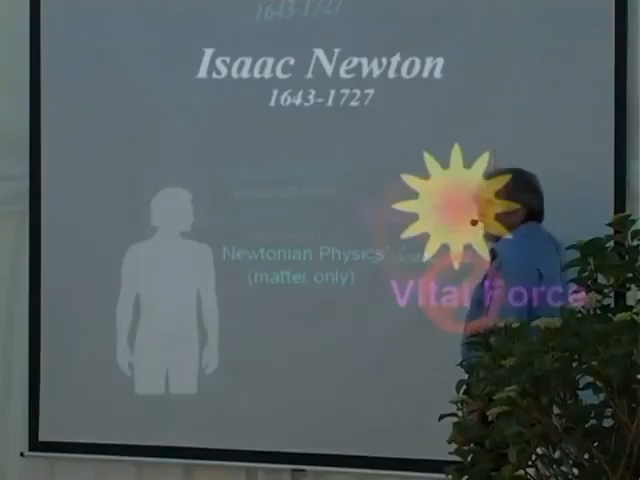 1643-1727
Isaac Newton
1643-1727
Newtonian Physics
(matter only)
Vital Force